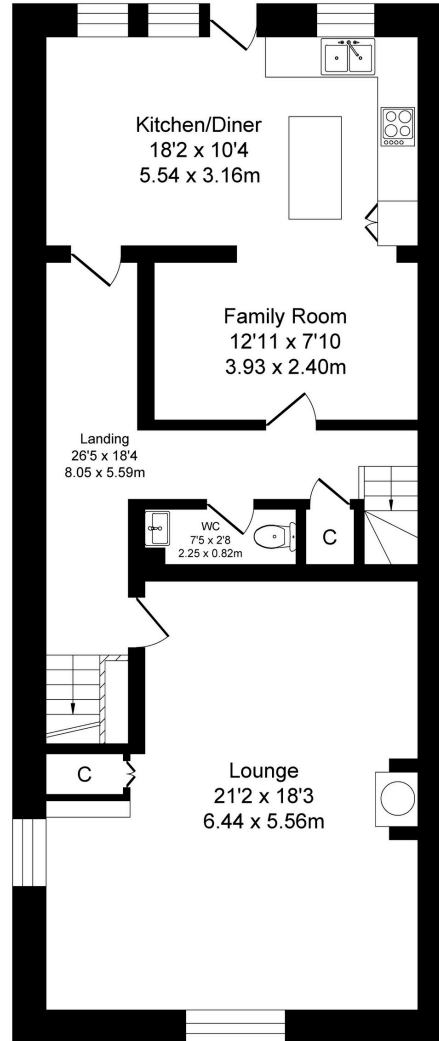 Kitchen/Diner
18'2 x 10'4
5.54 x 3.16m
Family Room
12'11 x 7'10
3.93 x 2.40m
Landing
26'5 x 18'4
8.05 x 5.59m
WC
7'5 x 2'8
2.25 x 0.82m
C
C
Lounge
21'2 x 18'3
6.44 x 5.56m